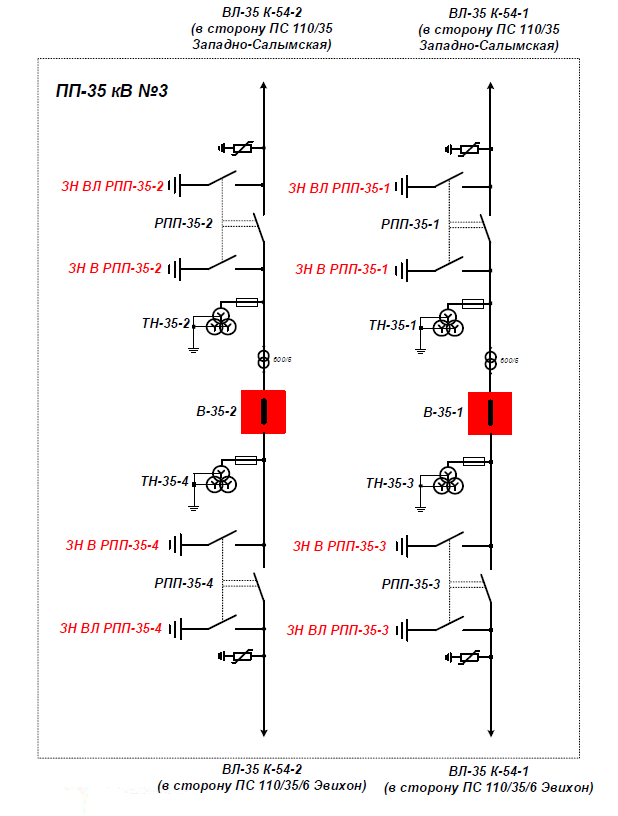 ВЛ-35 К-54-2
(в сторону ПС 110/35
Западно-Салымская)
ВЛ-35 К-54-1
(в сторону ПС 110/35
Западно-Салымская)
ПП-35 кВ №3
ЗН ВЛ РПП-35-2
ЗН ВЛ РПП-35-1
РПП-35-2
РПП-35-1
ЗН В РПП-35-2
ЗН В РПП-35-1
ТН-35-2
ТН-35-1
600/5
600/5
В-35-2
В-35-1
ТН-35-4
ТН-35-3
ЗН В РПП-35-4
ЗН В РПП-35-3
РПП-35-4
РПП-35-3
ЗН ВЛ РПП-35-4
ЗН ВЛ РПП-35-3
ВЛ-35 К-54-2
(в сторону ПС 110/35/6 Эвихон)
ВЛ-35 К-54-1
(в сторону ПС 110/35/6 Эвихон)